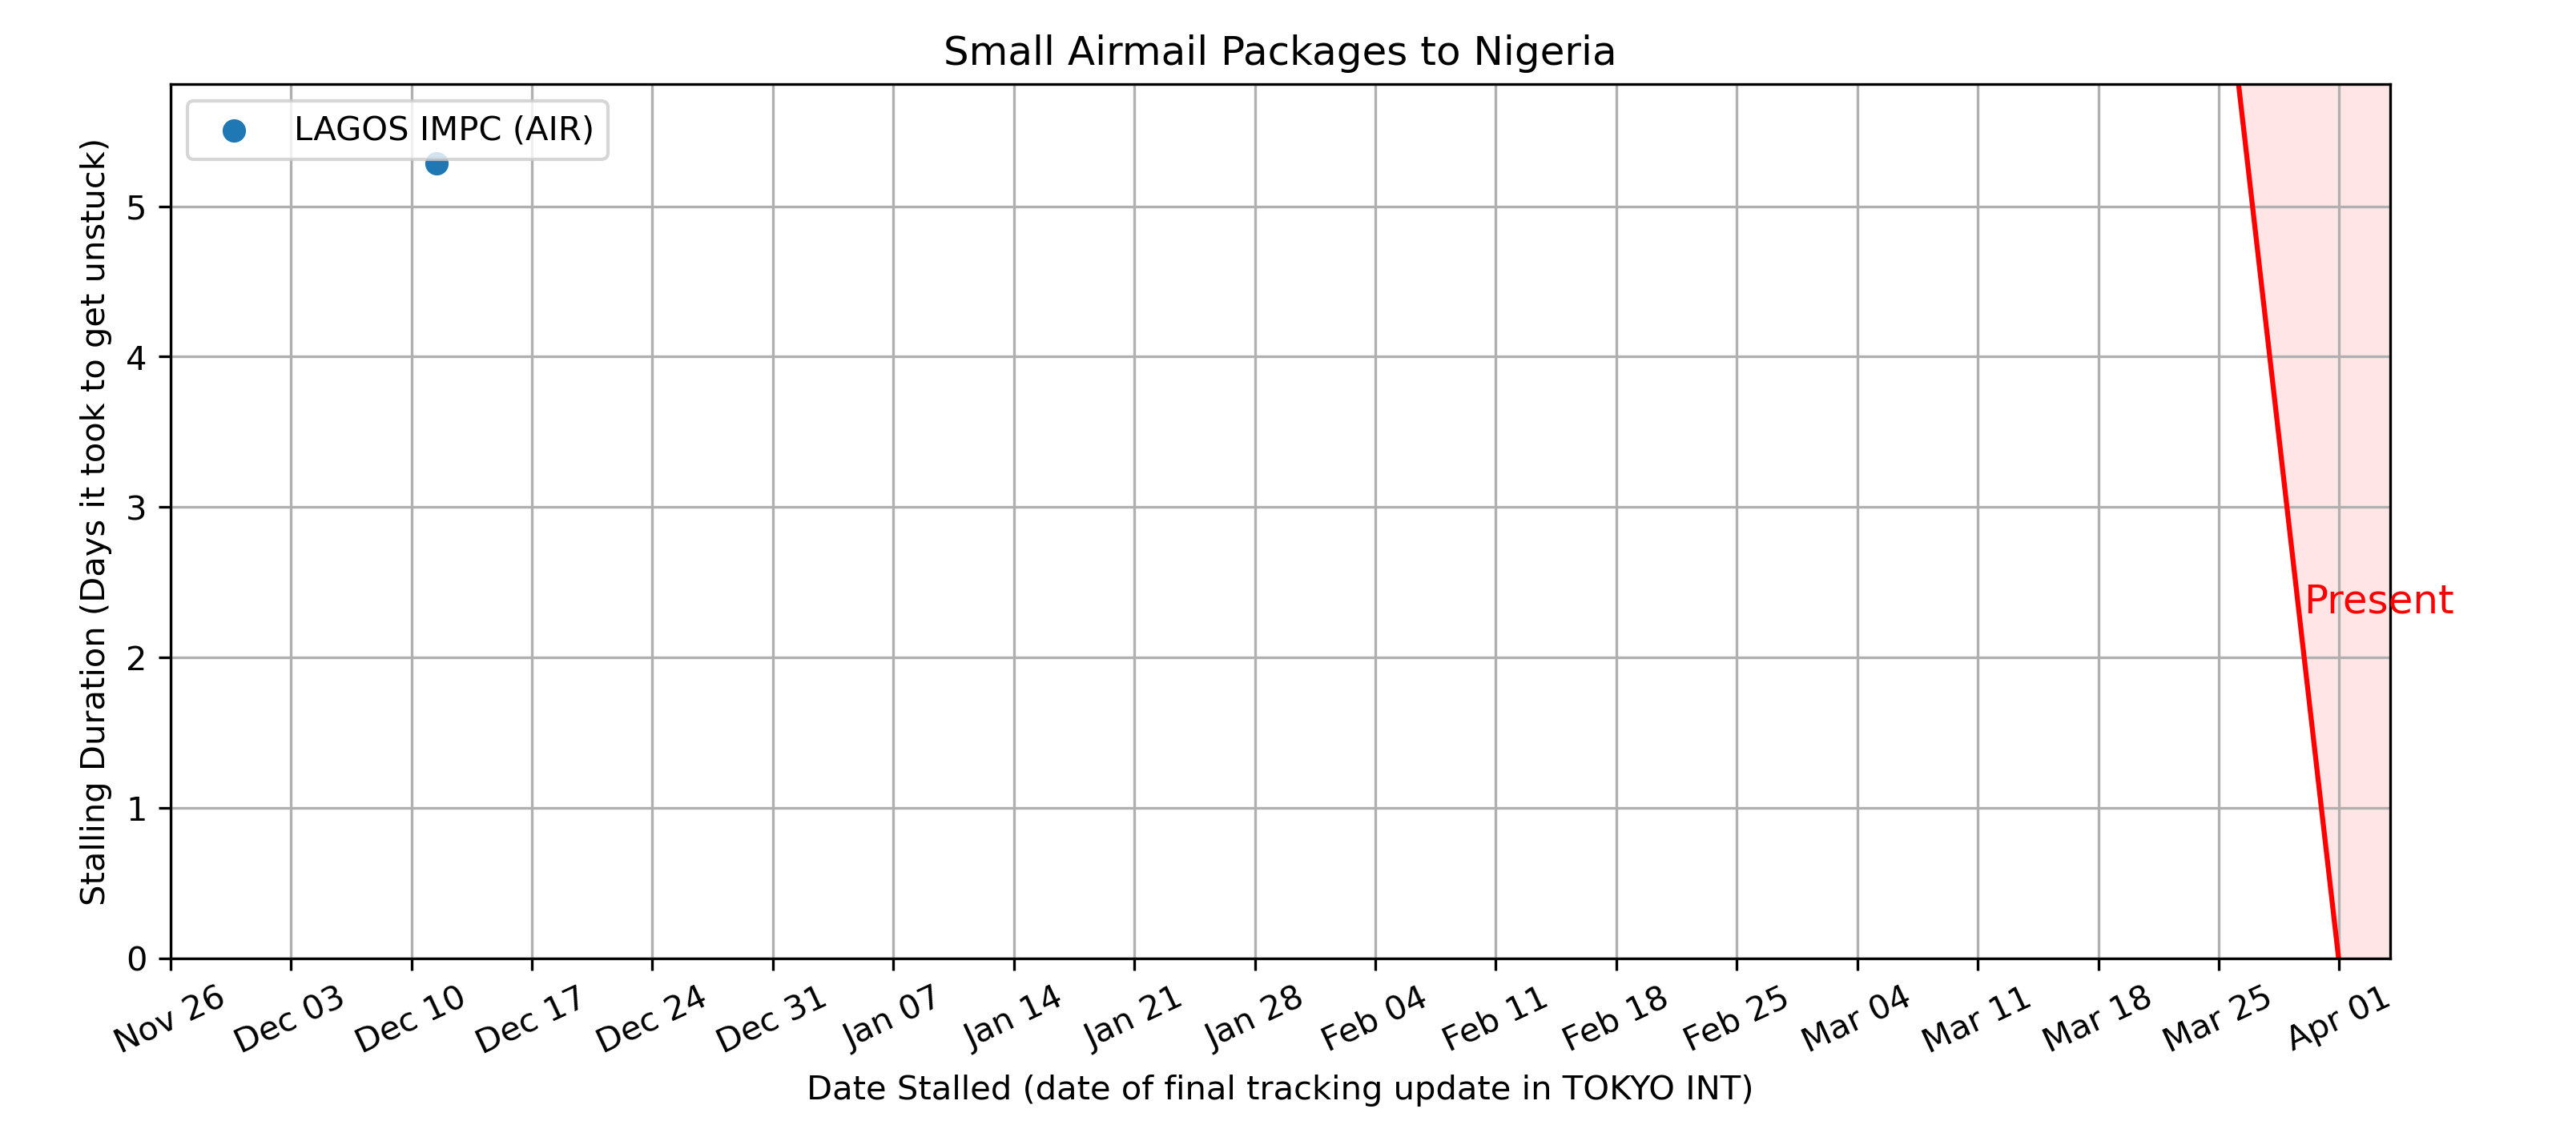 Small Airmail Packages to Nigeria
LAGOS IMPC (AIR)
Stalling Duration (Days it took to get unstuck)
5
4
3
2
1
0
Present
Nov 26
Dec 03
Dec 10
Dec 17
Dec 24
Dec 31
Jan 07
Jan 14
Jan 21
Jan 28
Feb 04
Feb 11
Feb 18
Feb 25
Mar 04
Mar 11
Mar 18
Mar 25
Apr 01
Date Stalled (date of final tracking update in TOKYO INT)